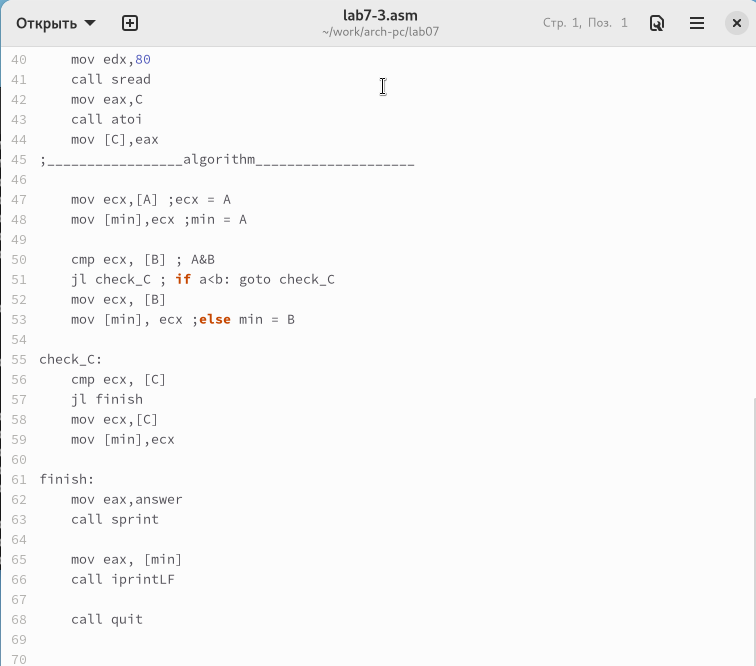 Открыть
lab7-3.asm
~/work/arch-pc/lab07
Стр. 1, Поз. 1
40 mov edx,80
41 call sread
42 mov eax,C
43 call atoi
44 mov [C],eax
45 ;_________________algorithm____________________
46
47 mov ecx,[A] ;ecx = A
48 mov [min],ecx ;min = A
49
50 cmp ecx, [B] ; A&B
51 jl check_C ; if a<b: goto check_C
52 mov ecx, [B]
53 mov [min], ecx ;else min = B
54
55 check_C:
56 cmp ecx, [C]
57 jl finish
58 mov ecx,[C]
59 mov [min],ecx
60
61 finish:
62 mov eax,answer
63 call sprint
64
65 mov eax, [min]
66 call iprintLF
67
68 call quit
69
70